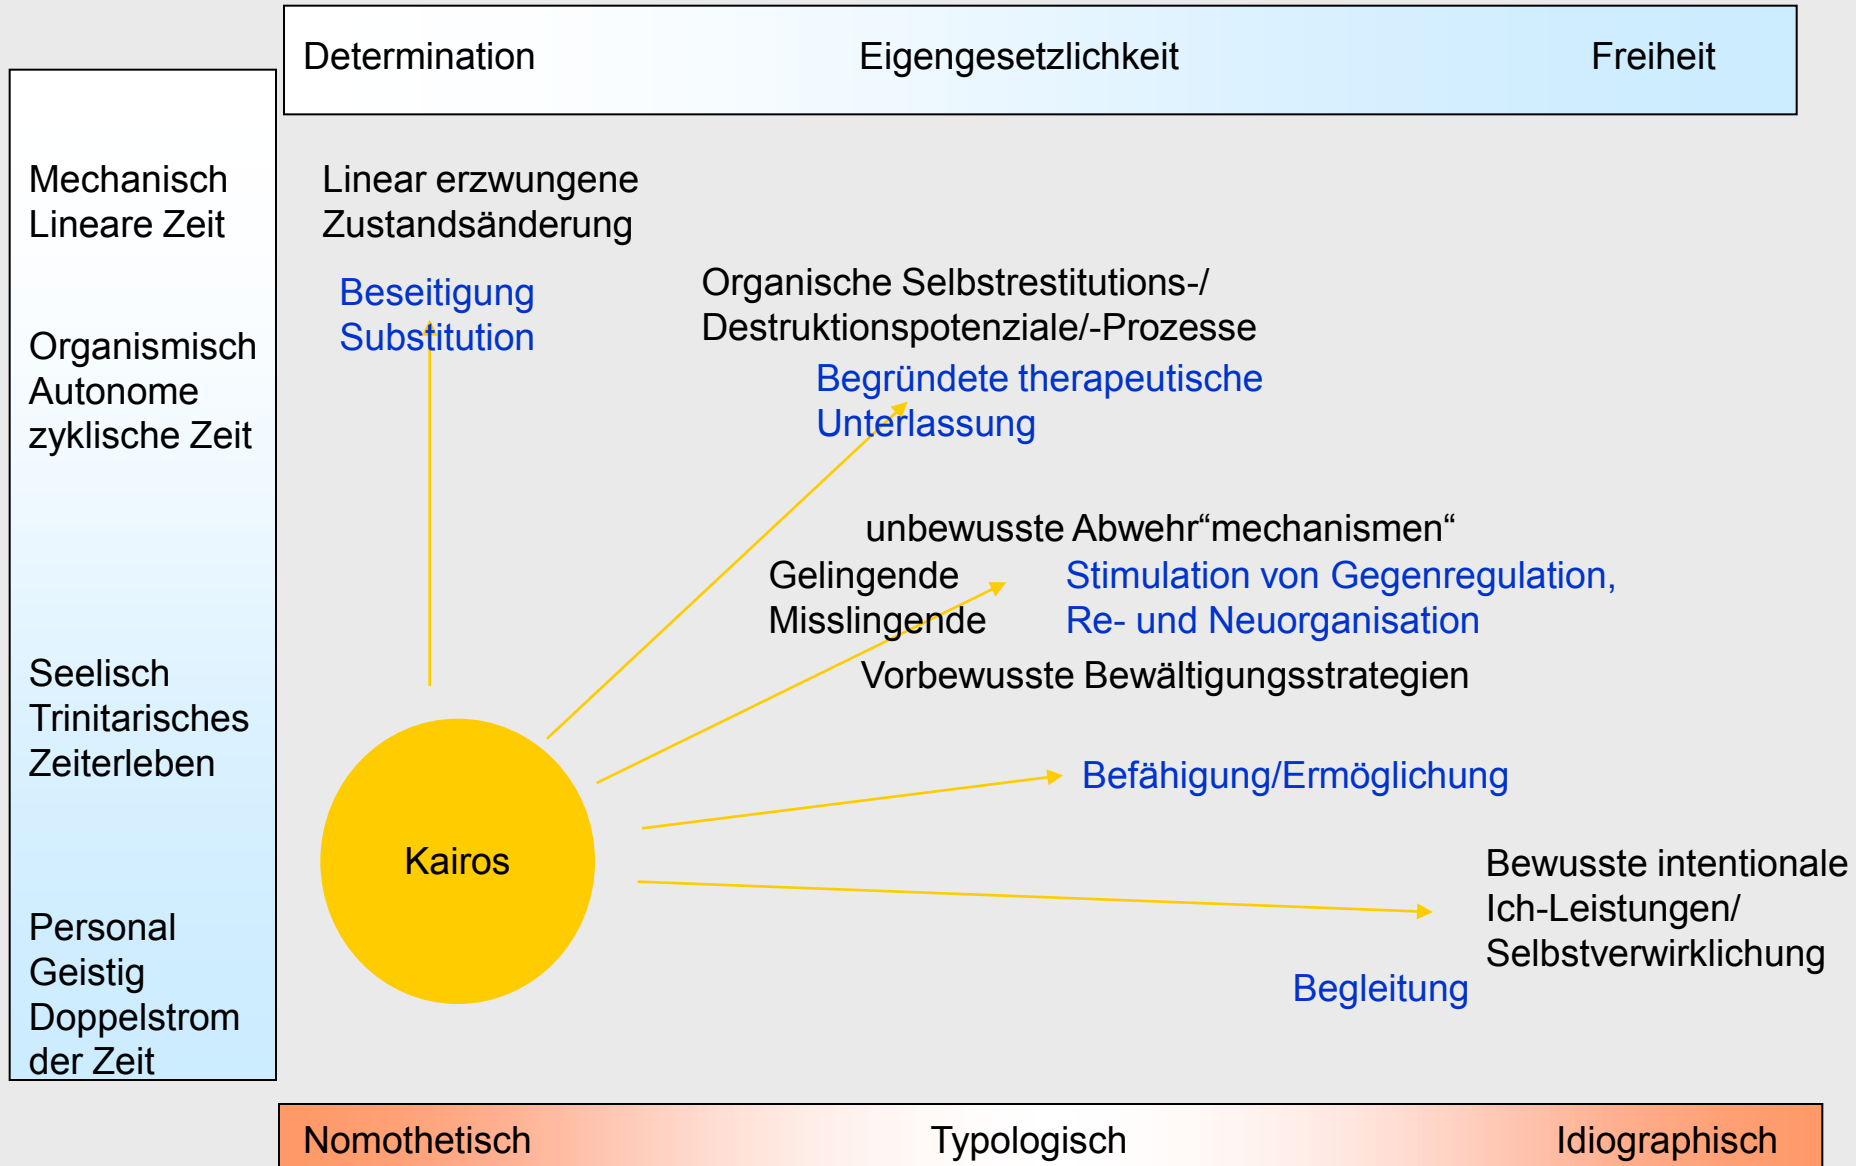 Determination Eigengesetzlichkeit Freiheit
Mechanisch
Lineare Zeit
Organismisch
Autonome
zyklische Zeit
Seelisch
Trinitarisches
Zeiterleben
Personal
Geistig
Doppelstrom
der Zeit
Linear erzwungene
Zustandsänderung
Beseitigung
Substitution
Organische Selbstrestitutions-/
Destruktionspotenziale/-Prozesse
Begründete therapeutische
Unterlassung
unbewusste Abwehr“mechanismen“
Gelingende
Misslingende
Stimulation von Gegenregulation,
Re- und Neuorganisation
Vorbewusste Bewältigungsstrategien
Befähigung/Ermöglichung
Kairos
Bewusste intentionale
Ich-Leistungen/
Selbstverwirklichung
Begleitung
Nomothetisch Typologisch Idiographisch